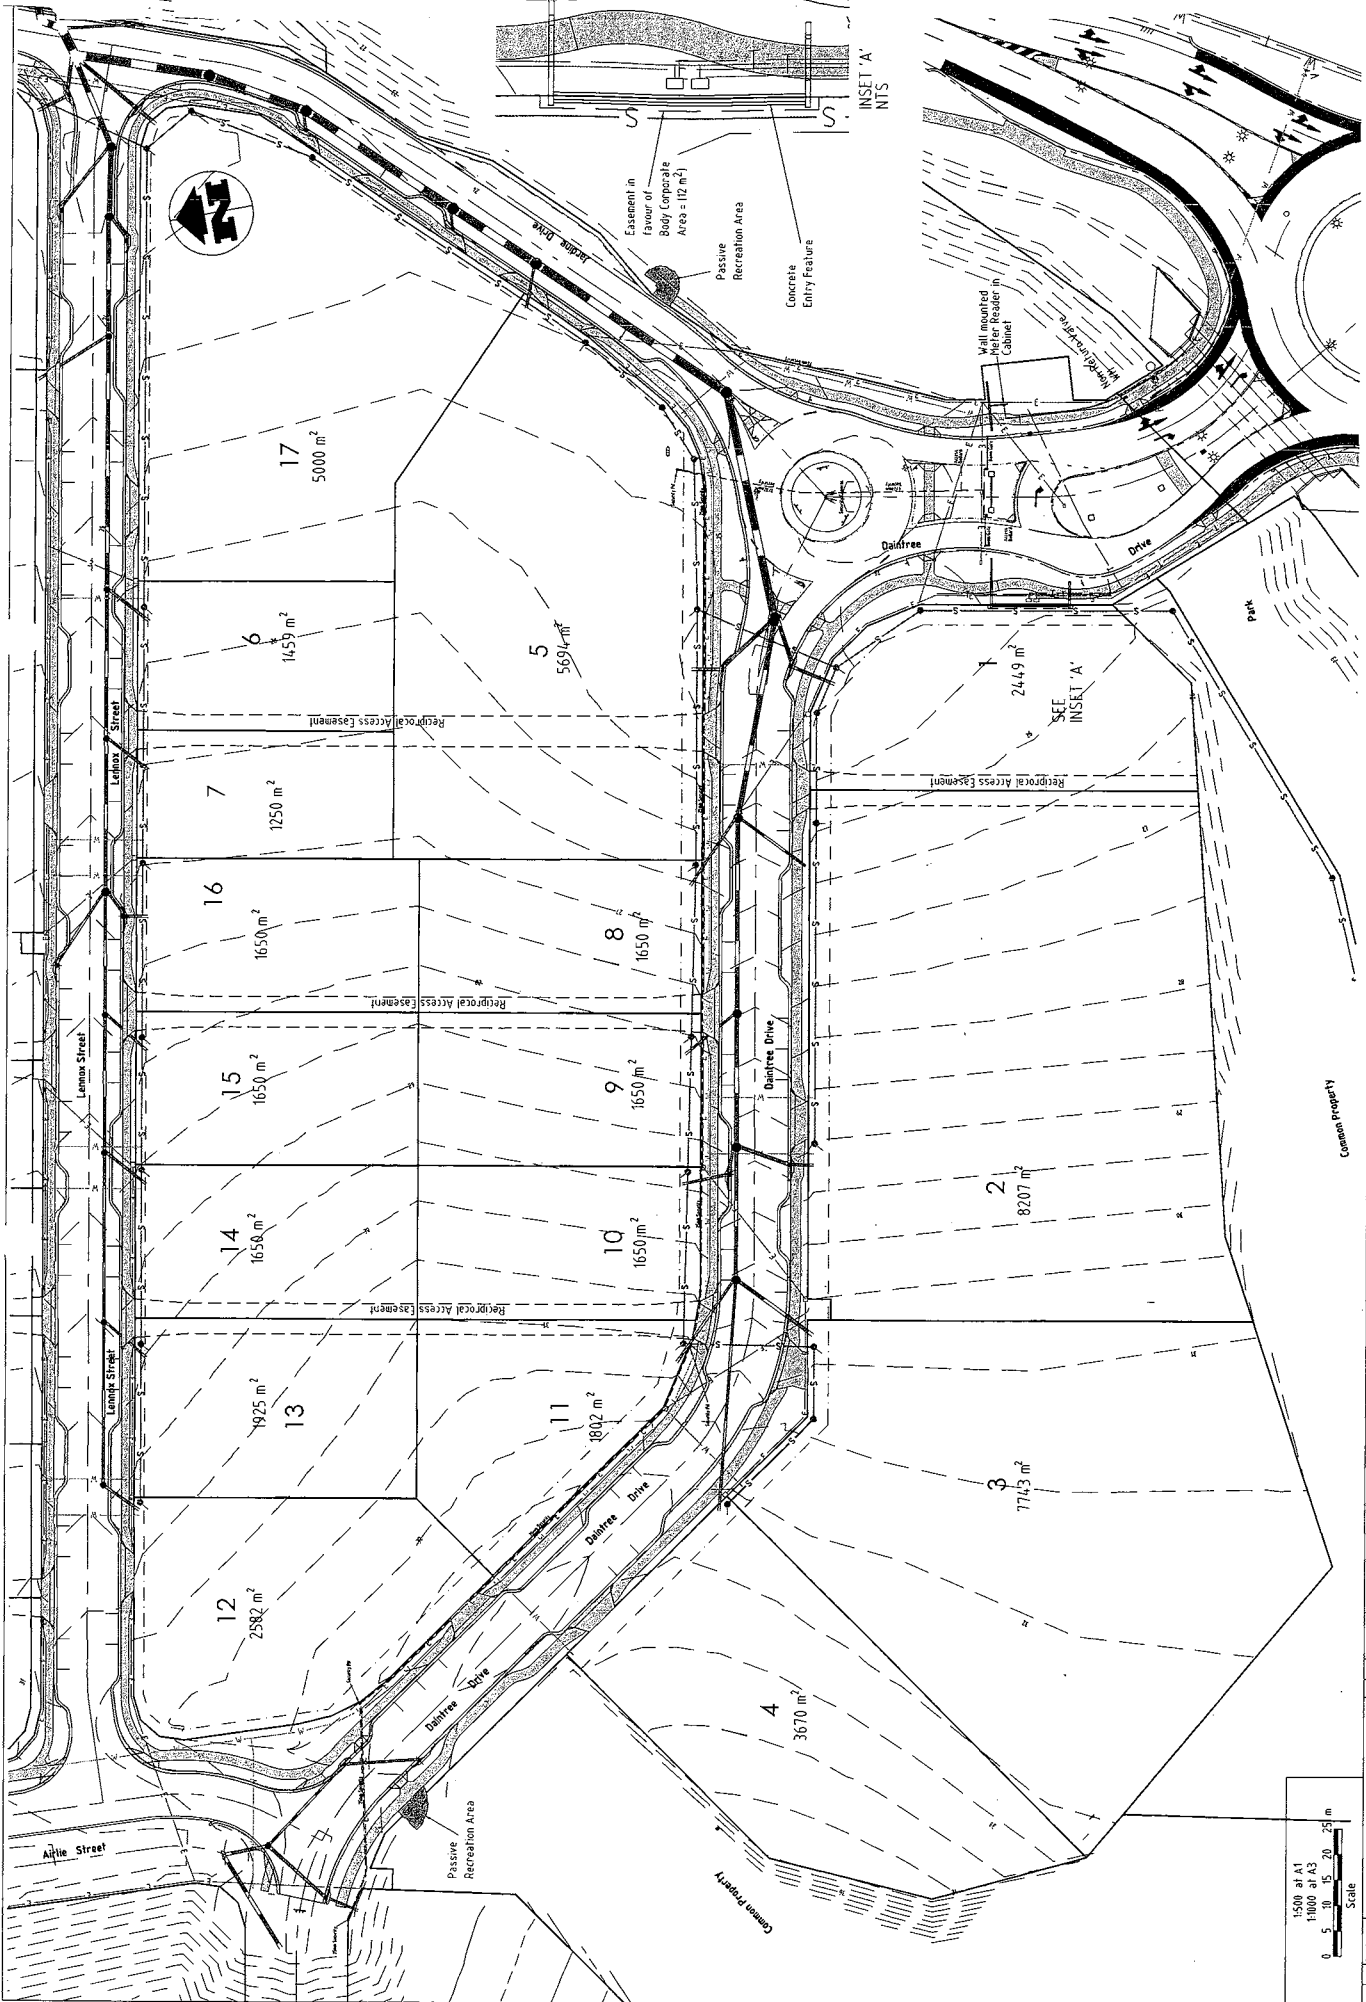 INSET 'A'
NTS
S
S
Easement in
favour of
Body Corporate
Area = 112 m²
Passive
Recreation Area
Concrete
Entry Feature
N
Jardine Drive
Wall mounted
Meter Reader in
Cabinet
Non-Return-Valve
WM
17
5000 m²
6
1459 m²
5
5694 m²
Reciprocal Access Easement
7
1250 m²
Lennox Street
16
1650 m²
8
1650 m²
Reciprocal Access Easement
15
1650 m²
9
1650 m²
Lennox Street
14
1650 m²
10
1650 m²
Reciprocal Access Easement
13
1925 m²
11
1802 m²
Lennox Street
12
2582 m²
Daintree
Drive
1
2449 m²
SEE
INSET 'A'
Reciprocal Access Easement
Park
Daintree Drive
2
8207 m²
Common Property
3
7743 m²
Daintree Drive
Daintree Drive
4
3670 m²
Common Property
Passive
Recreation Area
Airlie Street
1:500 at A1
1:1000 at A3
0 5 10 15 20 25 m
Scale